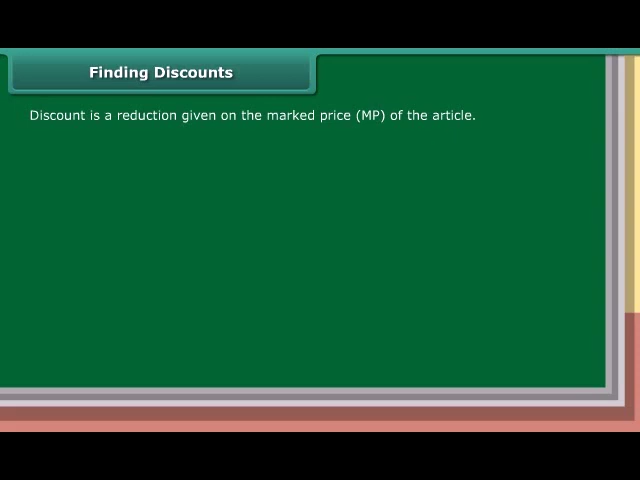 Finding Discounts
Discount is a reduction given on the marked price (MP) of the article.